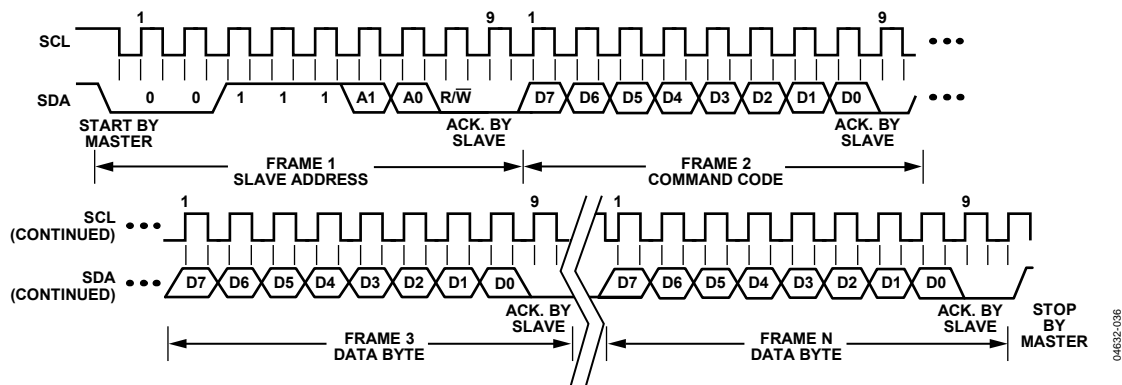 1 9 1 9
SCL •••
SDA 0 0 1 1 1 A1 A0 R/W̅ D7 D6 D5 D4 D3 D2 D1 D0 •••
START BY MASTER
ACK. BY SLAVE
ACK. BY SLAVE
FRAME 1
SLAVE ADDRESS
FRAME 2
COMMAND CODE
1 9 1 9
SCL (CONTINUED) •••
SDA (CONTINUED) ••• D7 D6 D5 D4 D3 D2 D1 D0 D7 D6 D5 D4 D3 D2 D1 D0
ACK. BY SLAVE
ACK. BY SLAVE
STOP BY MASTER
FRAME 3
DATA BYTE
FRAME N
DATA BYTE
04632-036